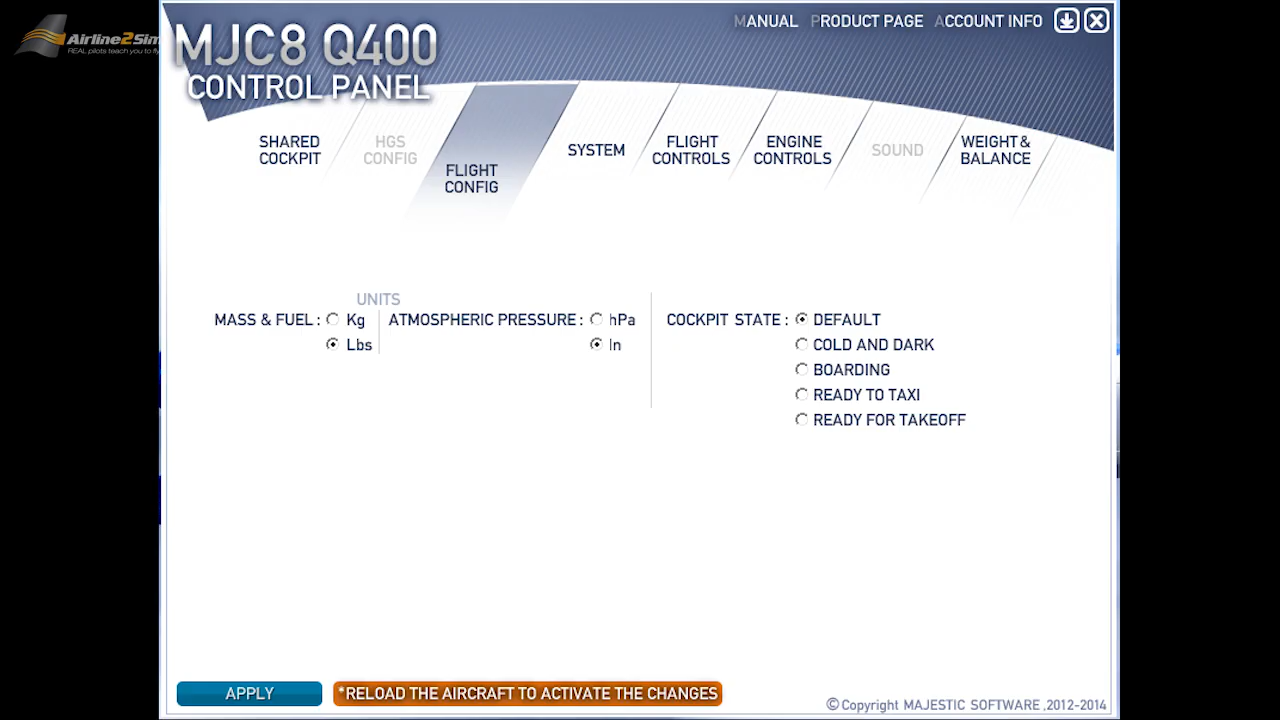 Airline2Sim
REAL pilots teach you to fly
MANUAL PRODUCT PAGE ACCOUNT INFO
MJC8 Q400
CONTROL PANEL
SHARED COCKPIT
HGS CONFIG
FLIGHT CONFIG
SYSTEM
FLIGHT CONTROLS
ENGINE CONTROLS
SOUND
WEIGHT & BALANCE
UNITS
MASS & FUEL : Kg
Lbs
ATMOSPHERIC PRESSURE : hPa
In
COCKPIT STATE : DEFAULT
COLD AND DARK
BOARDING
READY TO TAXI
READY FOR TAKEOFF
APPLY
*RELOAD THE AIRCRAFT TO ACTIVATE THE CHANGES
© Copyright MAJESTIC SOFTWARE ,2012-2014